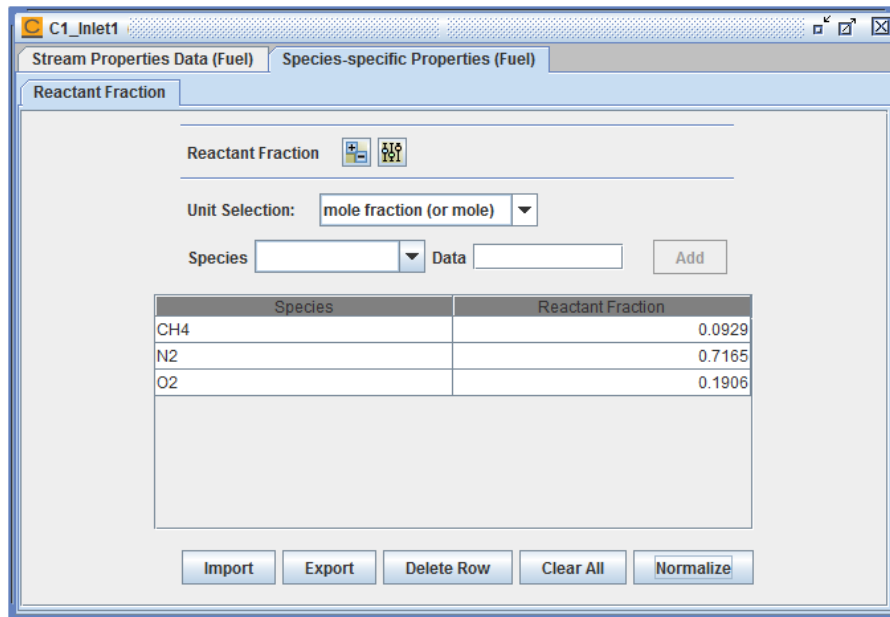 C C1_Inlet1
Stream Properties Data (Fuel) Species-specific Properties (Fuel)
Reactant Fraction
Reactant Fraction
Unit Selection: mole fraction (or mole)
Species Data Add
Species Reactant Fraction
CH4 0.0929
N2 0.7165
O2 0.1906
Import Export Delete Row Clear All Normalize